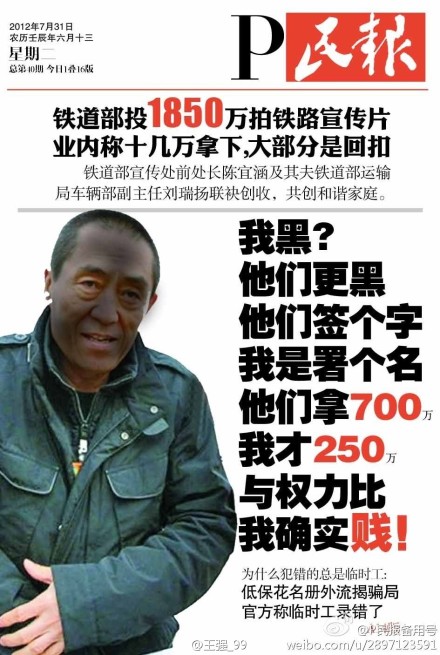 2012年7月31日
农历壬辰年六月十三
星期二
总第40期 今日1叠16版
P民報
铁道部投1850万拍铁路宣传片
业内称十几万拿下,大部分是回扣
铁道部宣传处前处长陈宜涵及其夫铁道部运输
局车辆部副主任刘瑞扬联袂创收，共创和谐家庭。
我黑?
他们更黑
他们签个字
我是署个名
他们拿700万
我才250万
与权力比
我确实贱!
为什么犯错的总是临时工:
低保花名册外流揭骗局
官方称临时工录错了
@王强_99
weibo.com/u/2897123591